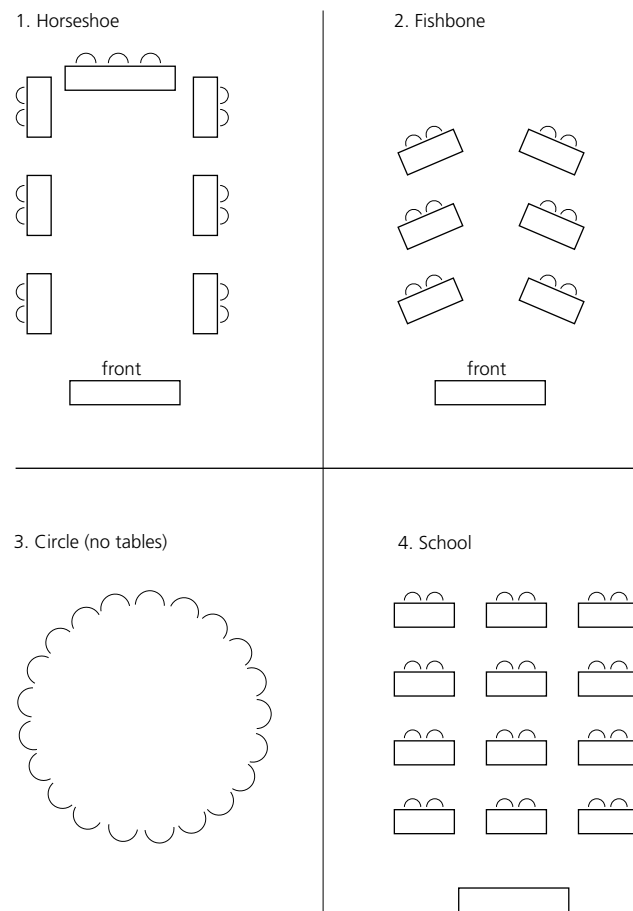 1. Horseshoe
2. Fishbone
front
front
3. Circle (no tables)
4. School